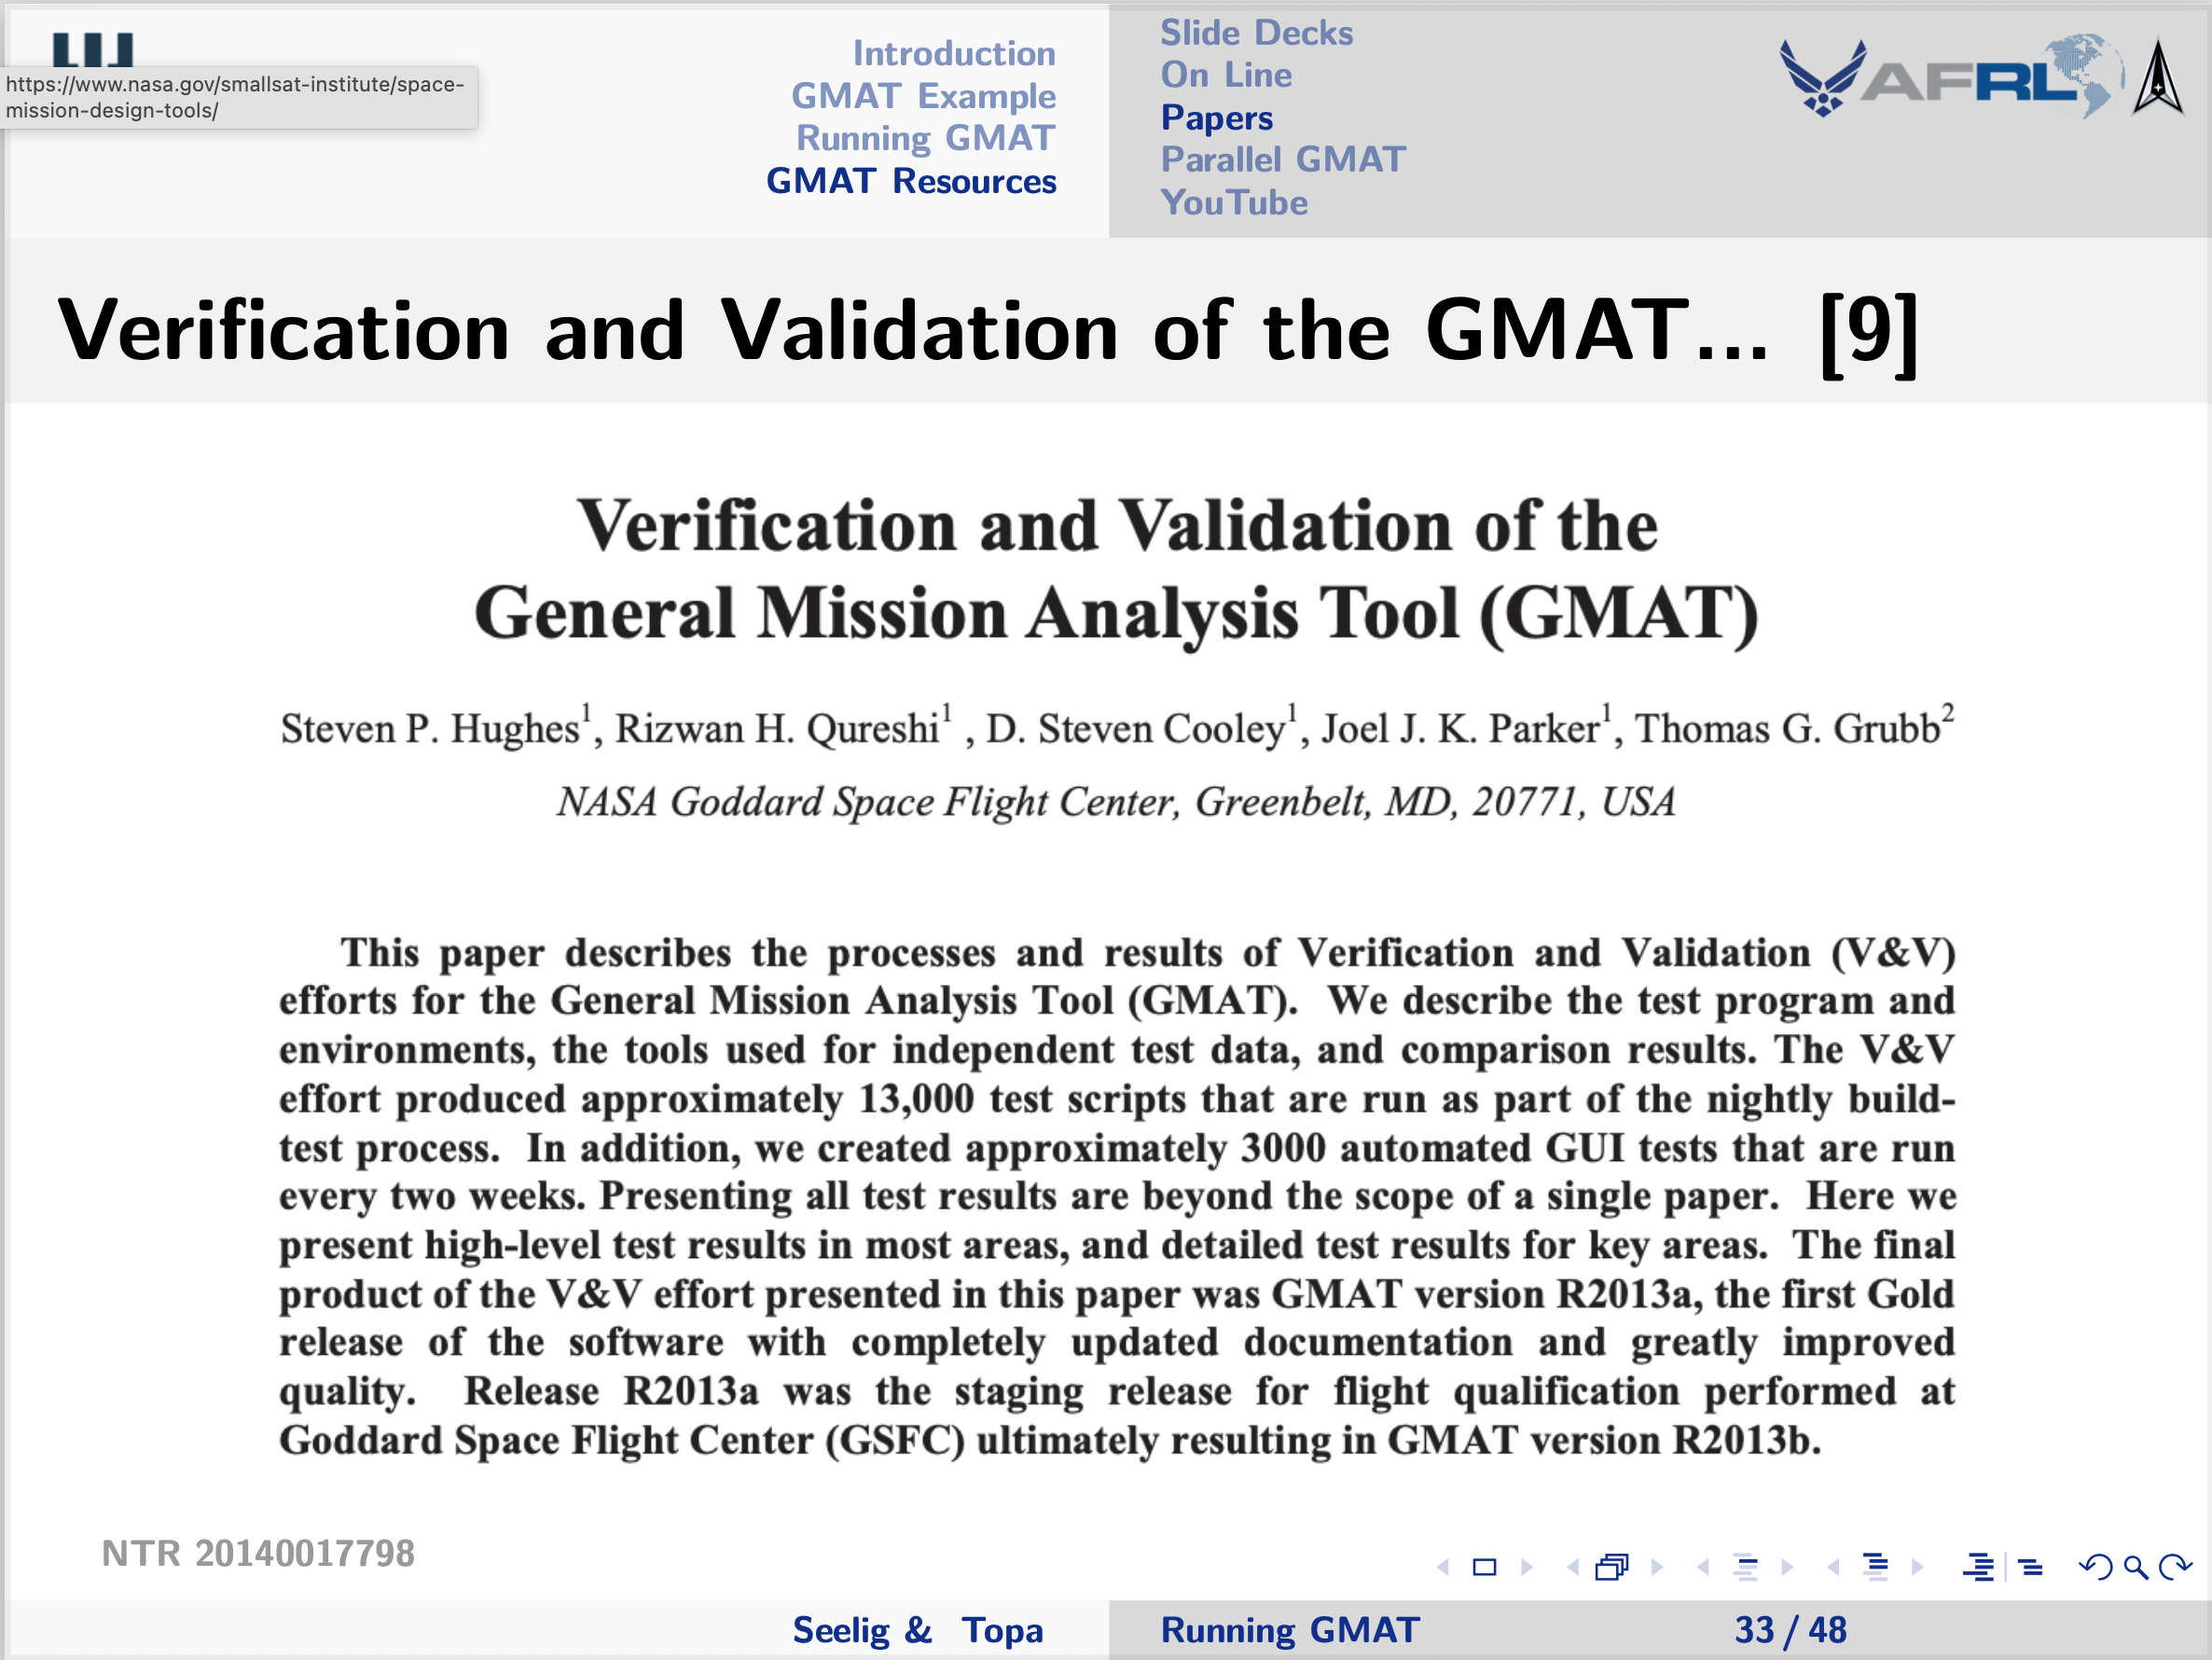 https://www.nasa.gov/smallsat-institute/space-
mission-design-tools/
Introduction
GMAT Example
Running GMAT
GMAT Resources
Slide Decks
On Line
Papers
Parallel GMAT
YouTube
AFRL
Verification and Validation of the GMAT... [9]
Verification and Validation of the
General Mission Analysis Tool (GMAT)
Steven P. Hughes1, Rizwan H. Qureshi1 , D. Steven Cooley1, Joel J. K. Parker1, Thomas G. Grubb2
NASA Goddard Space Flight Center, Greenbelt, MD, 20771, USA
This paper describes the processes and results of Verification and Validation (V&V)
efforts for the General Mission Analysis Tool (GMAT). We describe the test program and
environments, the tools used for independent test data, and comparison results. The V&V
effort produced approximately 13,000 test scripts that are run as part of the nightly build-
test process. In addition, we created approximately 3000 automated GUI tests that are run
every two weeks. Presenting all test results are beyond the scope of a single paper. Here we
present high-level test results in most areas, and detailed test results for key areas. The final
product of the V&V effort presented in this paper was GMAT version R2013a, the first Gold
release of the software with completely updated documentation and greatly improved
quality. Release R2013a was the staging release for flight qualification performed at
Goddard Space Flight Center (GSFC) ultimately resulting in GMAT version R2013b.
NTR 20140017798
Seelig & Topa
Running GMAT
33 / 48